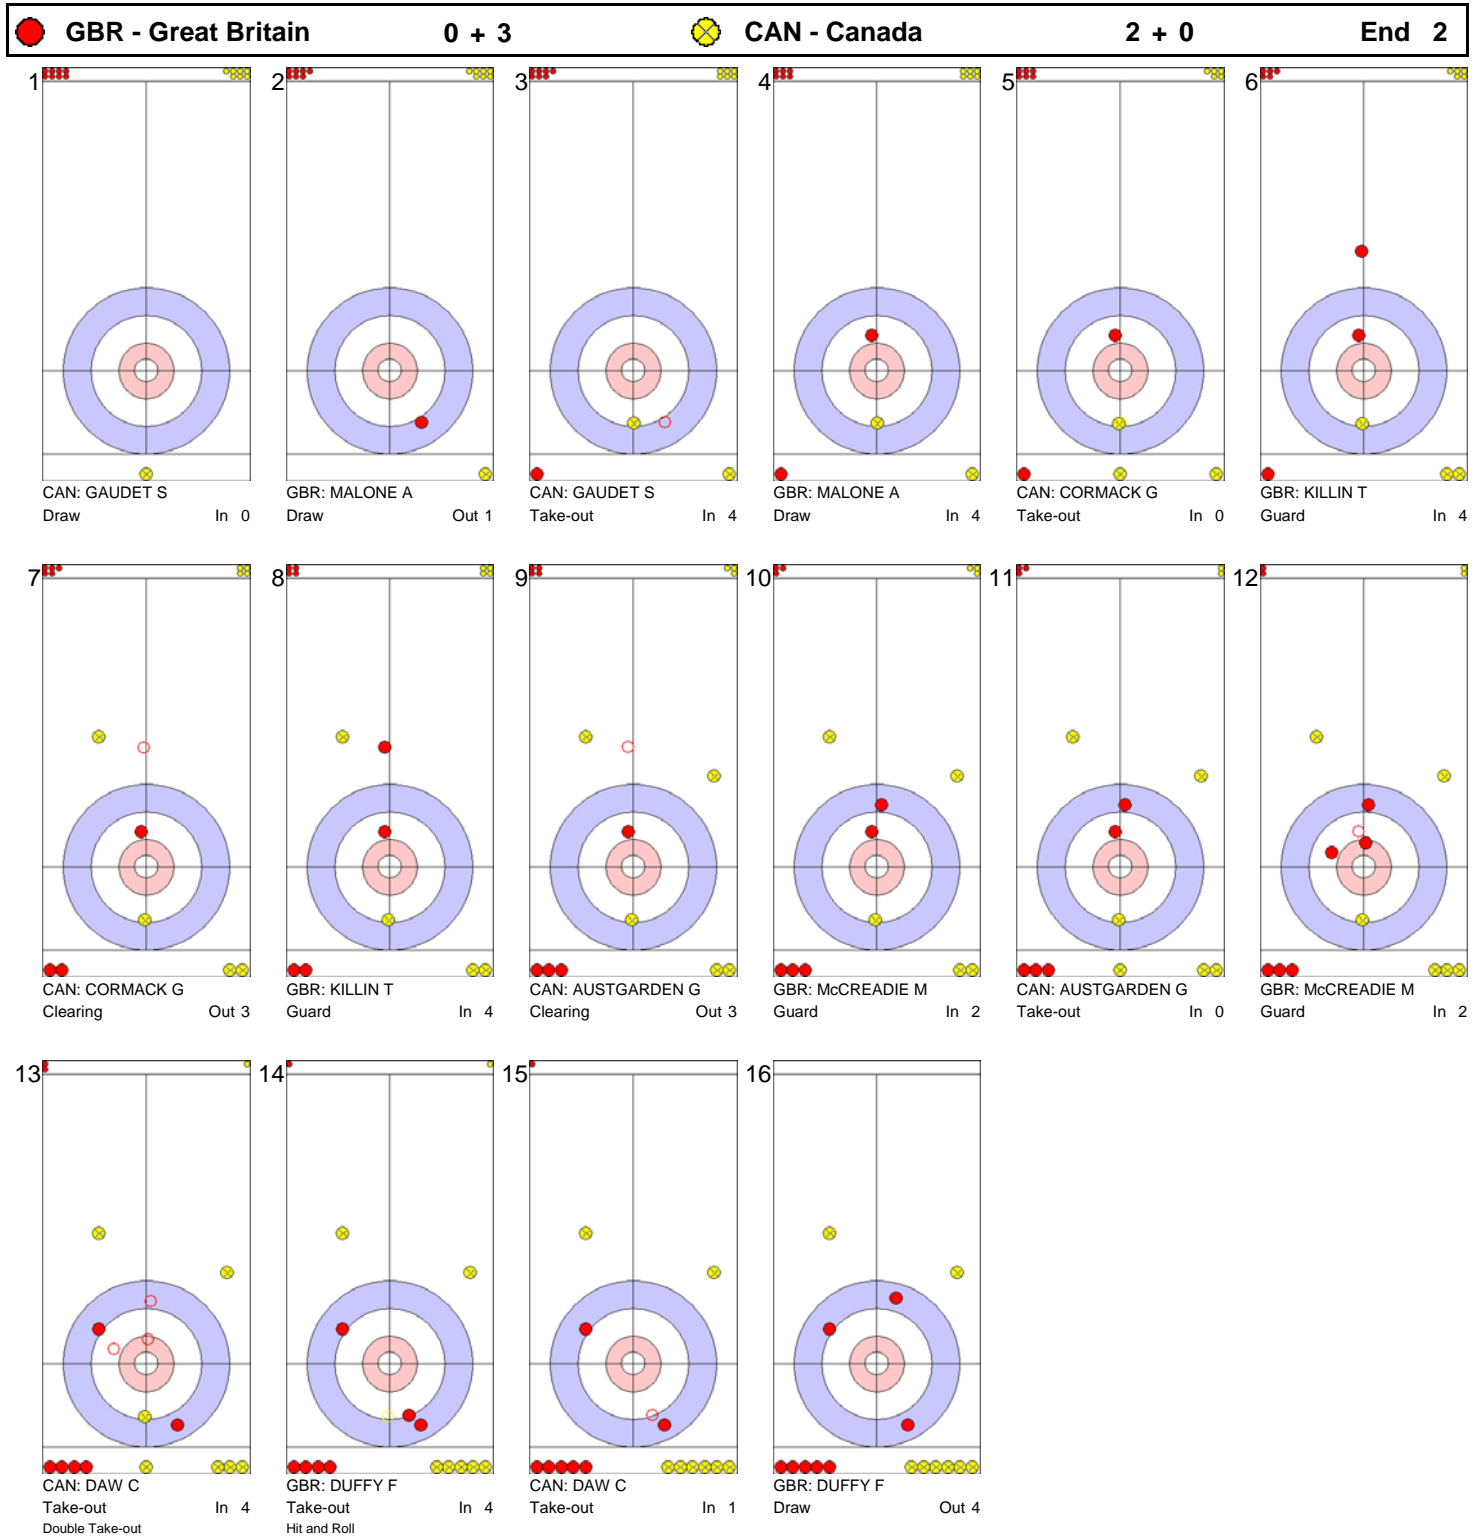 GBR - Great Britain 0 + 3 CAN - Canada 2 + 0 End 2
1 2 3 4 5 6
CAN: GAUDET S GBR: MALONE A CAN: GAUDET S GBR: MALONE A CAN: CORMACK G GBR: KILLIN T
Draw In 0 Draw Out 1 Take-out In 4 Draw In 4 Take-out In 0 Guard In 4
7 8 9 10 11 12
CAN: CORMACK G GBR: KILLIN T CAN: AUSTGARDEN G GBR: McCREADIE M CAN: AUSTGARDEN G GBR: McCREADIE M
Clearing Out 3 Guard In 4 Clearing Out 3 Guard In 2 Take-out In 0 Guard In 2
13 14 15 16
CAN: DAW C GBR: DUFFY F CAN: DAW C GBR: DUFFY F
Take-out In 4 Take-out In 4 Take-out In 1 Draw Out 4
Double Take-out Hit and Roll